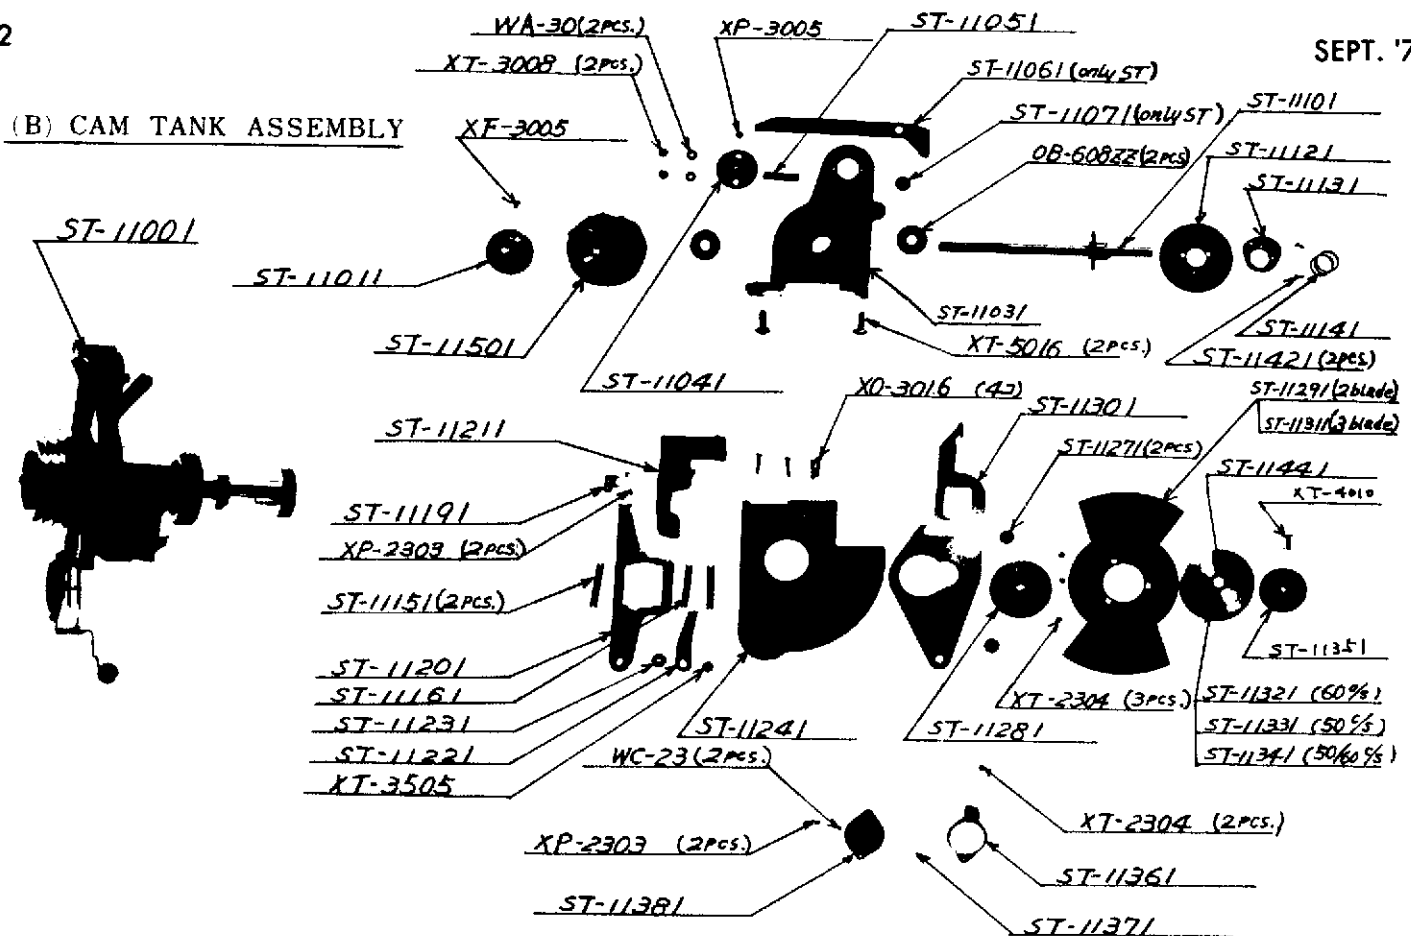 2
SEPT. '7
(B) CAM TANK ASSEMBLY
WA-30 (2PCS.)
XP-3005
ST-11051
XT-3008 (2PCS.)
ST-11061 (only ST)
XF-3005
ST-11071 (only ST)
ST-11101
OB-608ZZ (2PCS)
ST-11121
ST-11131
ST-11001
ST-11011
ST-11031
ST-11141
ST-11501
XT-5016 (2PCS.)
ST-11421 (2PCS.)
ST-11041
XO-3016 (4コ)
ST-11291 (2blade)
ST-11301
ST-11311 (3blade)
ST-11211
ST-11271 (2PCS)
ST-11441
XT-4010
ST-11191
XP-2303 (2PCS.)
ST-11151 (2PCS.)
ST-11201
ST-11351
ST-11161
XT-2304 (3PCS.)
ST-11321 (60%s)
ST-11231
ST-11241
ST-11281
ST-11331 (50 c/s)
ST-11221
WC-23 (2PCS.)
ST-11341 (50/60 c/s)
XT-3505
XT-2304 (2PCS.)
XP-2303 (2PCS.)
ST-11361
ST-11381
ST-11371